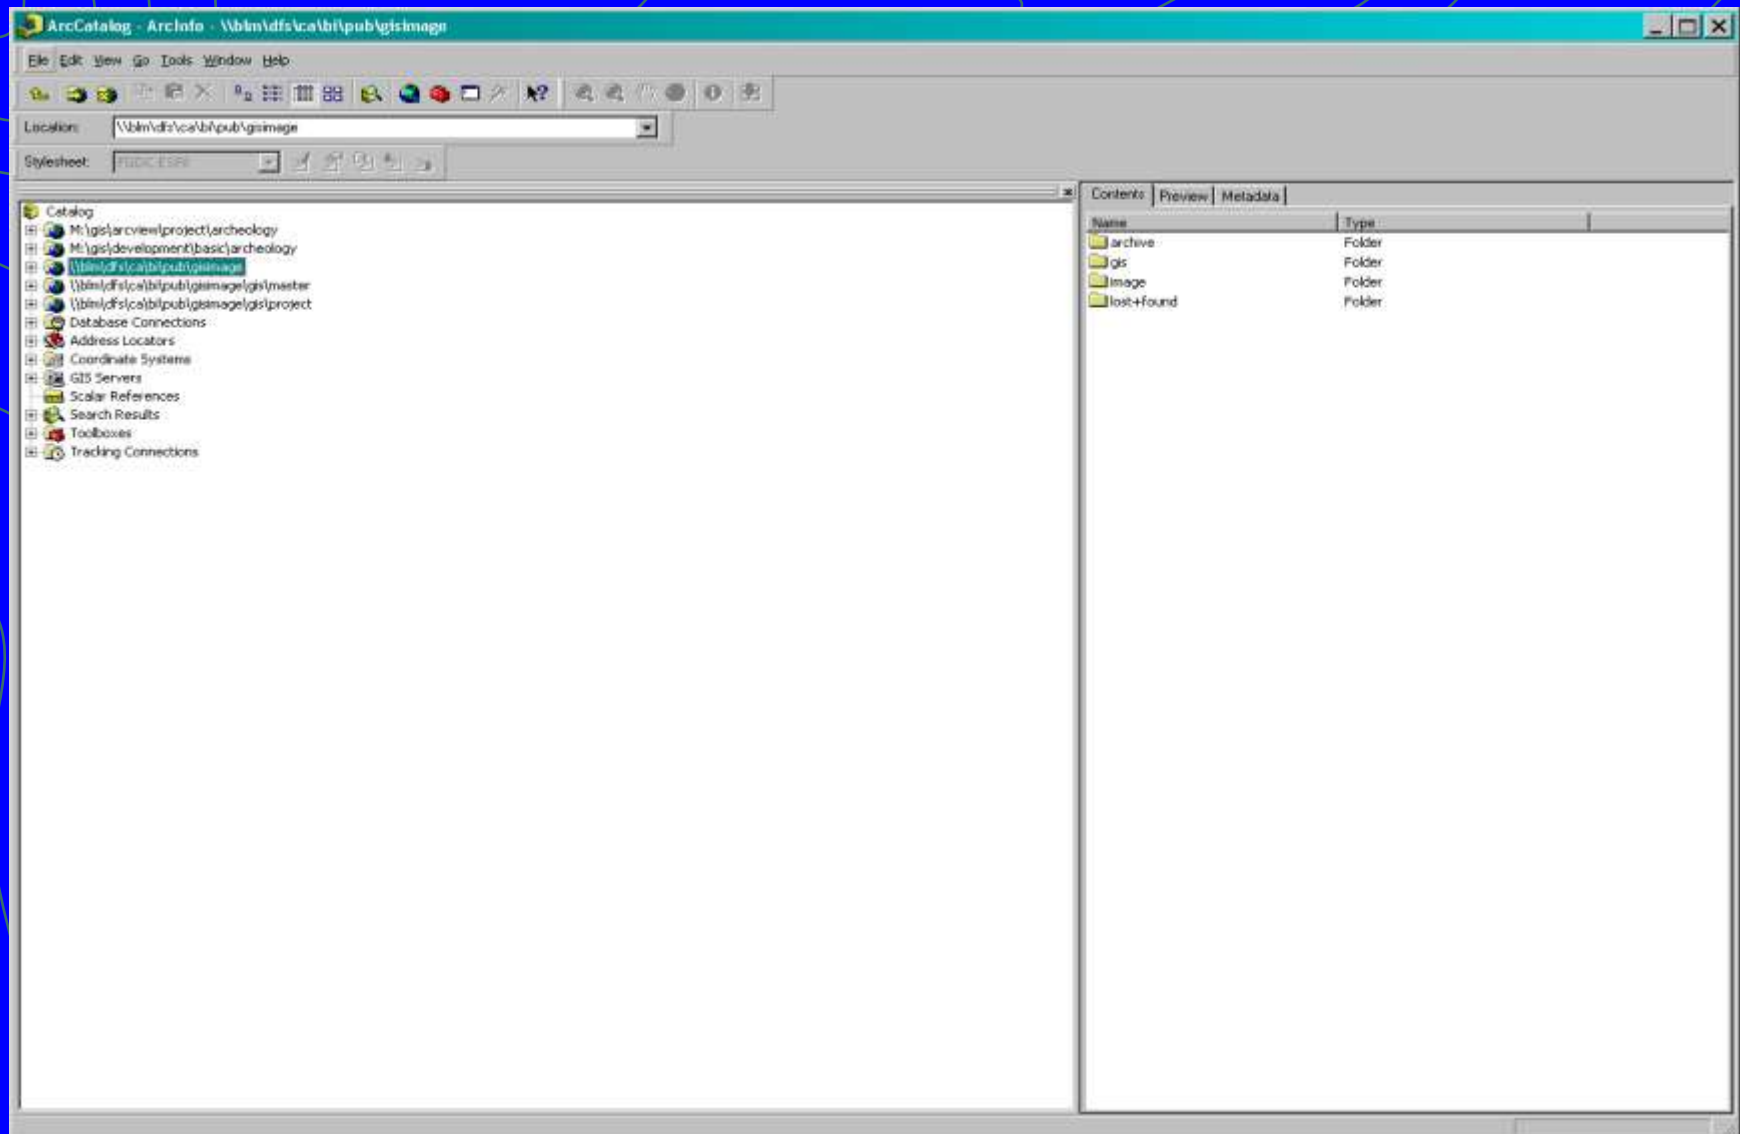 ArcCatalog - ArcInfo - \\blm\dfs\ca\bi\pub\gisimage
File Edit View Go Tools Window Help
Location: \\blm\dfs\ca\bi\pub\gisimage
Stylesheet: FGDC ESRI
Contents Preview Metadata
Catalog
M:\gis\arcview\project\archeology
M:\gis\development\basic\archeology
\\blm\dfs\ca\bi\pub\gisimage
\\blm\dfs\ca\bi\pub\gisimage\gis\master
\\blm\dfs\ca\bi\pub\gisimage\gis\project
Database Connections
Address Locators
Coordinate Systems
GIS Servers
Scalar References
Search Results
Toolboxes
Tracking Connections
Name Type
archive Folder
gis Folder
image Folder
lost+found Folder